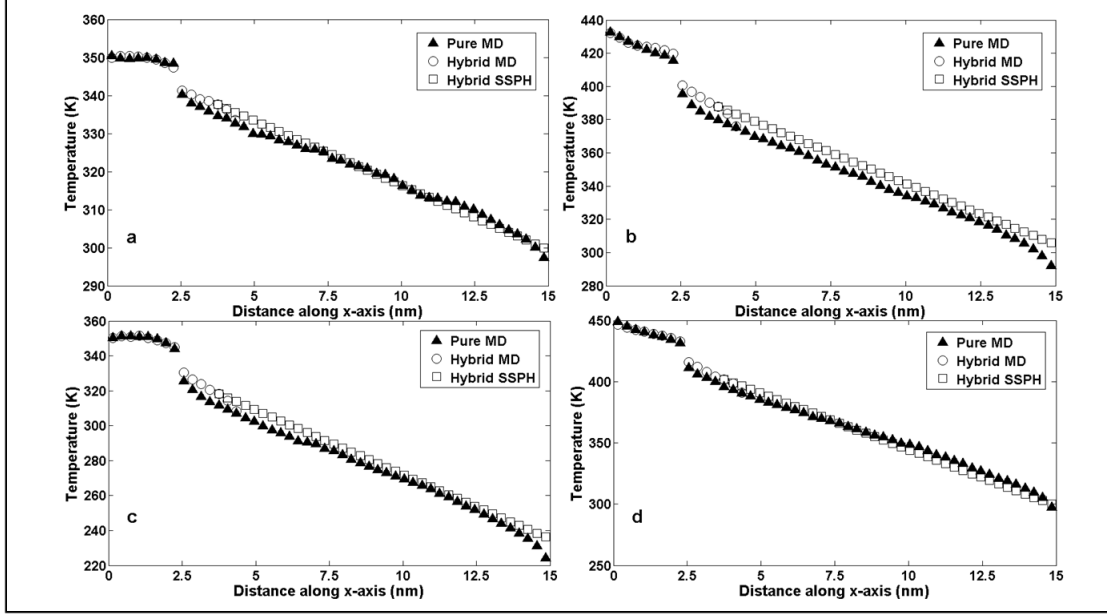 360
350
340
330
320
310
300
290
Temperature (K)
Pure MD
Hybrid MD
Hybrid SSPH
a
0
2.5
5
7.5
10
12.5
15
Distance along x-axis (nm)
440
420
400
380
360
340
320
300
280
Temperature (K)
Pure MD
Hybrid MD
Hybrid SSPH
b
0
2.5
5
7.5
10
12.5
15
Distance along x-axis (nm)
360
340
320
300
280
260
240
220
Temperature (K)
Pure MD
Hybrid MD
Hybrid SSPH
c
0
2.5
5
7.5
10
12.5
15
Distance along x-axis (nm)
450
400
350
300
250
Temperature (K)
Pure MD
Hybrid MD
Hybrid SSPH
d
0
2.5
5
7.5
10
12.5
15
Distance along x-axis (nm)